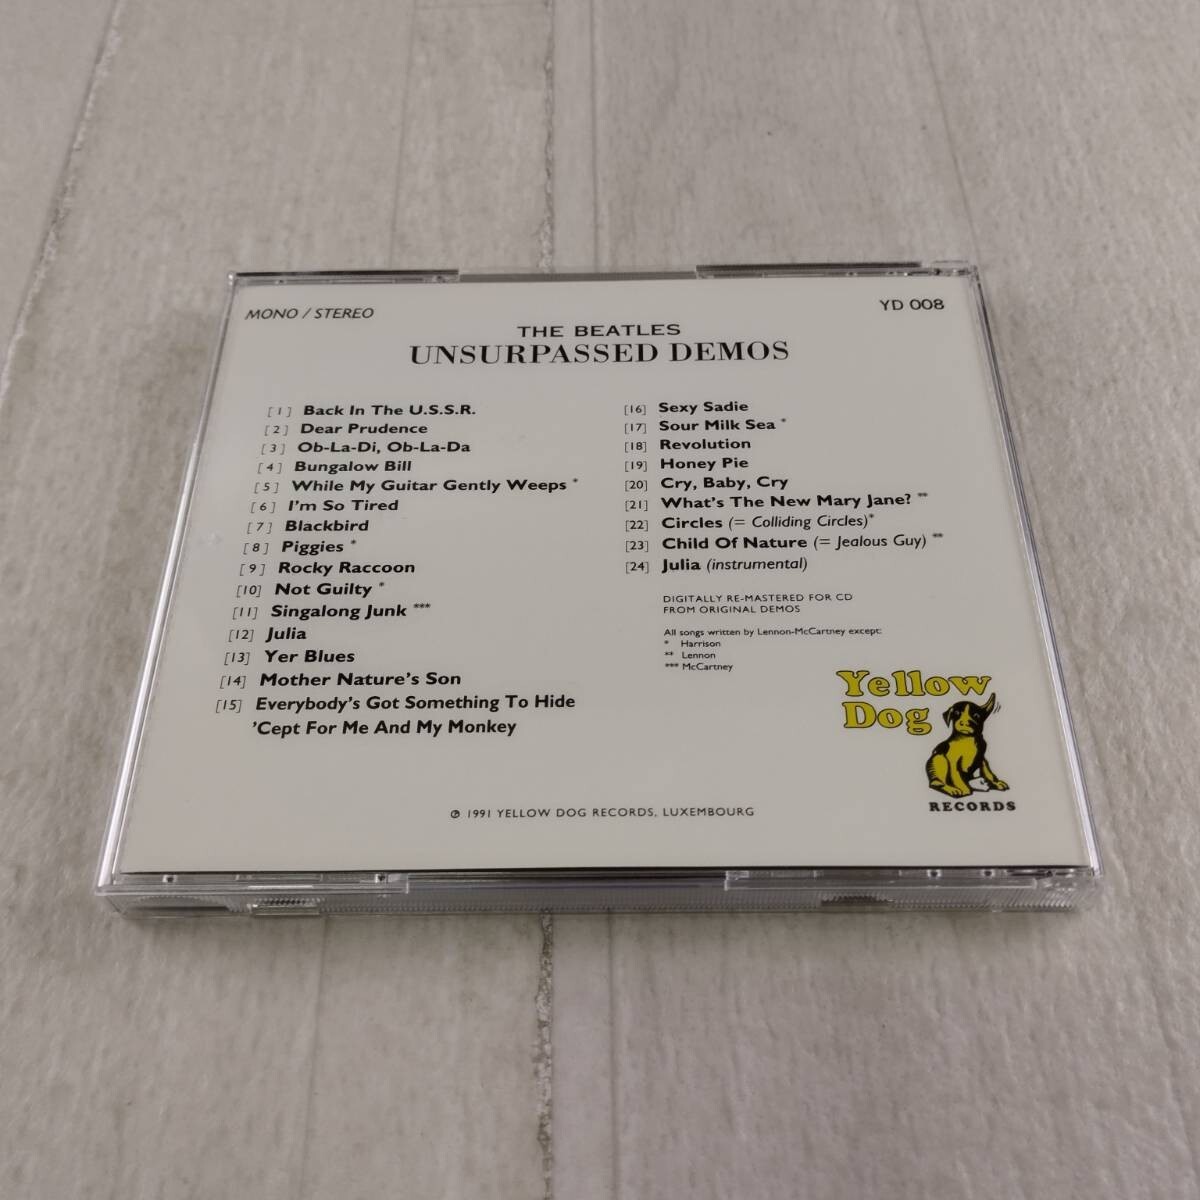 MONO / STEREO
YD 008
THE BEATLES
UNSURPASSED DEMOS
[1] Back In The U.S.S.R.
[2] Dear Prudence
[3] Ob-La-Di, Ob-La-Da
[4] Bungalow Bill
[5] While My Guitar Gently Weeps *
[6] I'm So Tired
[7] Blackbird
[8] Piggies *
[9] Rocky Raccoon
[10] Not Guilty *
[11] Singalong Junk ***
[12] Julia
[13] Yer Blues
[14] Mother Nature's Son
[15] Everybody's Got Something To Hide
'Cept For Me And My Monkey
[16] Sexy Sadie
[17] Sour Milk Sea *
[18] Revolution
[19] Honey Pie
[20] Cry, Baby, Cry
[21] What's The New Mary Jane? **
[22] Circles (= Colliding Circles)*
[23] Child Of Nature (= Jealous Guy) **
[24] Julia (instrumental)
DIGITALLY RE-MASTERED FOR CD
FROM ORIGINAL DEMOS
All songs written by Lennon-McCartney except:
* Harrison
** Lennon
*** McCartney
Yellow
Dog
RECORDS
℗ 1991 YELLOW DOG RECORDS, LUXEMBOURG